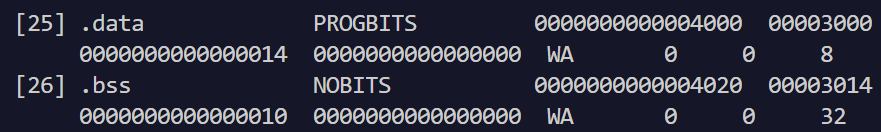 [25] .data PROGBITS 0000000000004000 00003000
0000000000000014 0000000000000000 WA 0 0 8
[26] .bss NOBITS 0000000000004020 00003014
0000000000000010 0000000000000000 WA 0 0 32